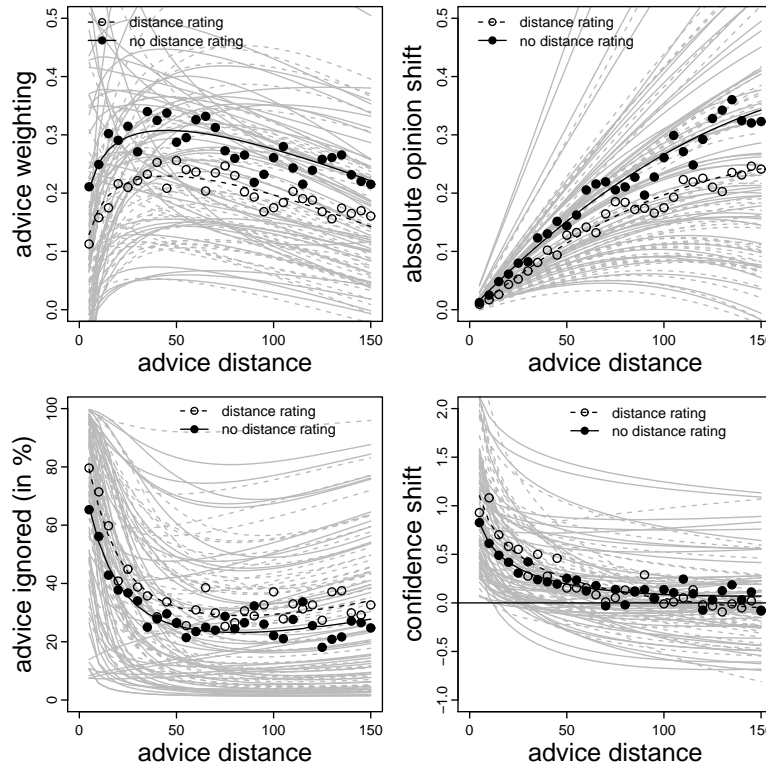 distance rating
no distance rating
0.5
0.4
0.3
0.2
0.1
0.0
advice weighting
0 50 100 150
advice distance
distance rating
no distance rating
0.5
0.4
0.3
0.2
0.1
0.0
absolute opinion shift
0 50 100 150
advice distance
distance rating
no distance rating
100
80
60
40
20
0
advice ignored (in %)
0 50 100 150
advice distance
distance rating
no distance rating
2.0
1.5
1.0
0.5
0.0
−0.5
−1.0
confidence shift
0 50 100 150
advice distance